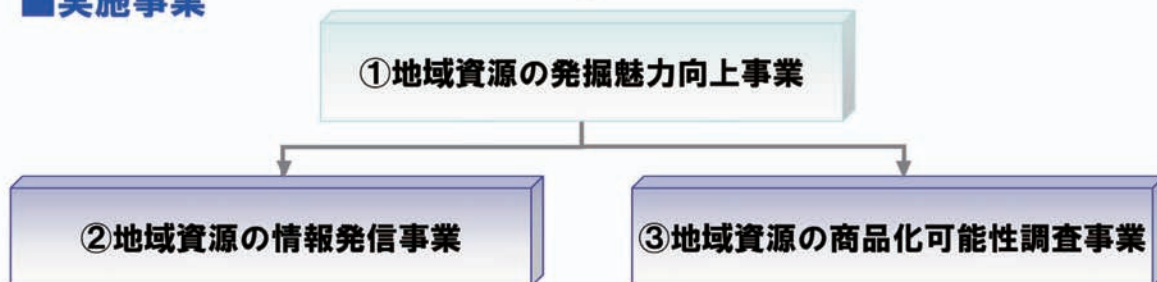 ■実施事業
①地域資源の発掘魅力向上事業
②地域資源の情報発信事業
③地域資源の商品化可能性調査事業